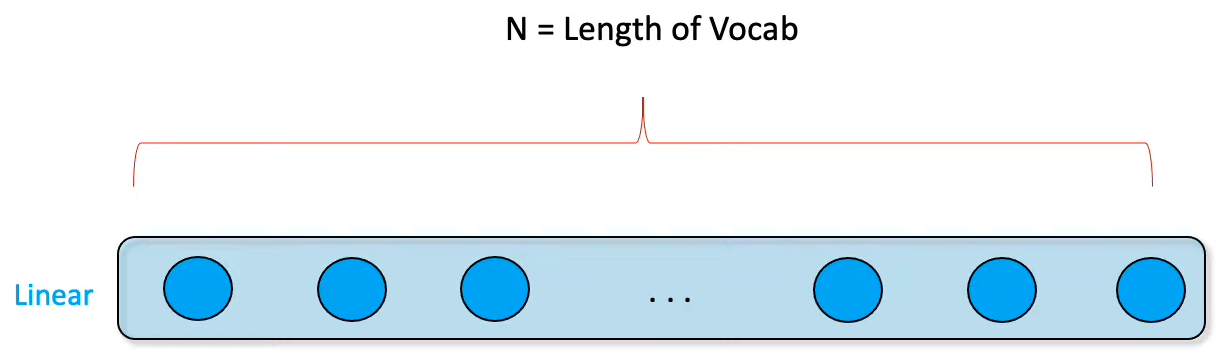 N = Length of Vocab
Linear
...